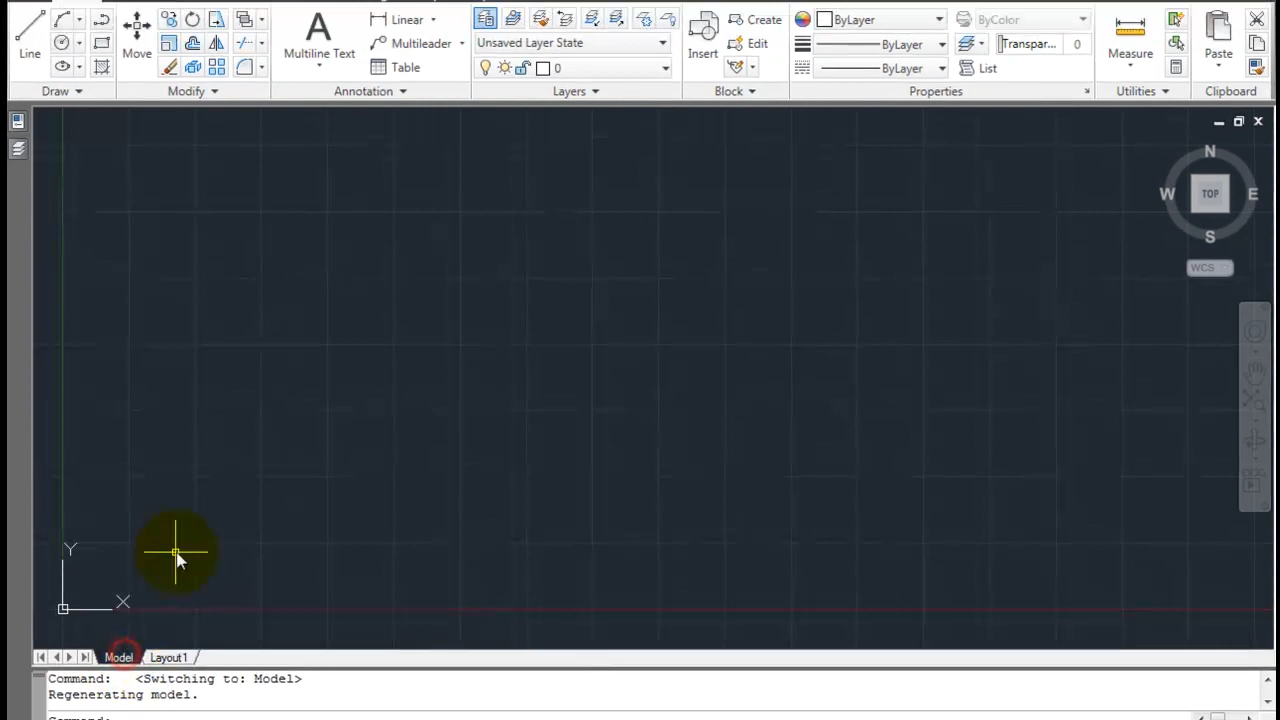 Line
Move
A
Multiline Text
Linear
Multileader
Table
Unsaved Layer State
0
Insert
Create
Edit
ByLayer
ByLayer
ByLayer
ByColor
Transpar...
0
List
Measure
Paste
Draw
Modify
Annotation
Layers
Block
Properties
Utilities
Clipboard
N
W
TOP
E
S
WCS
Y
X
Model
Layout1
Command: <Switching to: Model>
Regenerating model.
Command: